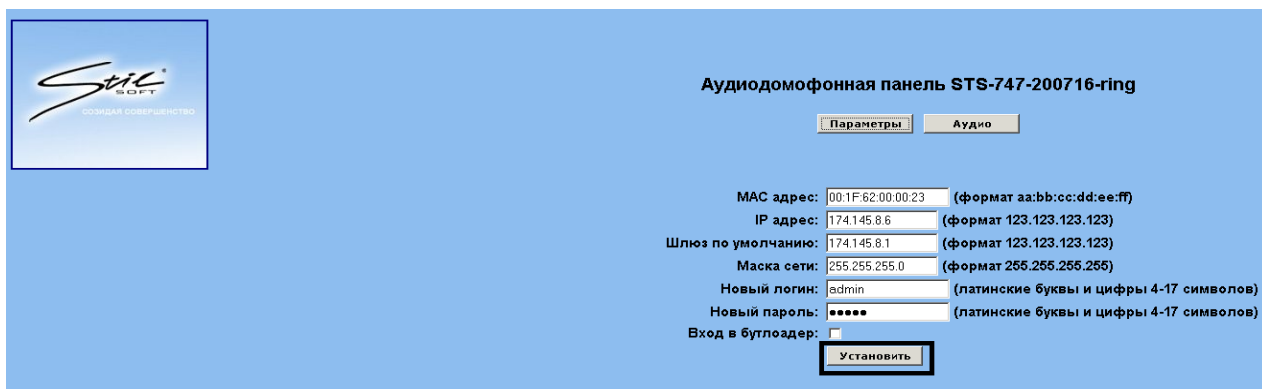 Stil
SOFT
СОЗИДАЯ СОВЕРШЕНСТВО
Аудиодомофонная панель STS-747-200716-ring
Параметры Аудио
MAC адрес: 00:1F:62:00:00:23 (формат aa:bb:cc:dd:ee:ff)
IP адрес: 174.145.8.6 (формат 123.123.123.123)
Шлюз по умолчанию: 174.145.8.1 (формат 123.123.123.123)
Маска сети: 255.255.255.0 (формат 255.255.255.255)
Новый логин: admin (латинские буквы и цифры 4-17 символов)
Новый пароль: ●●●●● (латинские буквы и цифры 4-17 символов)
Вход в бутлоадер:
Установить